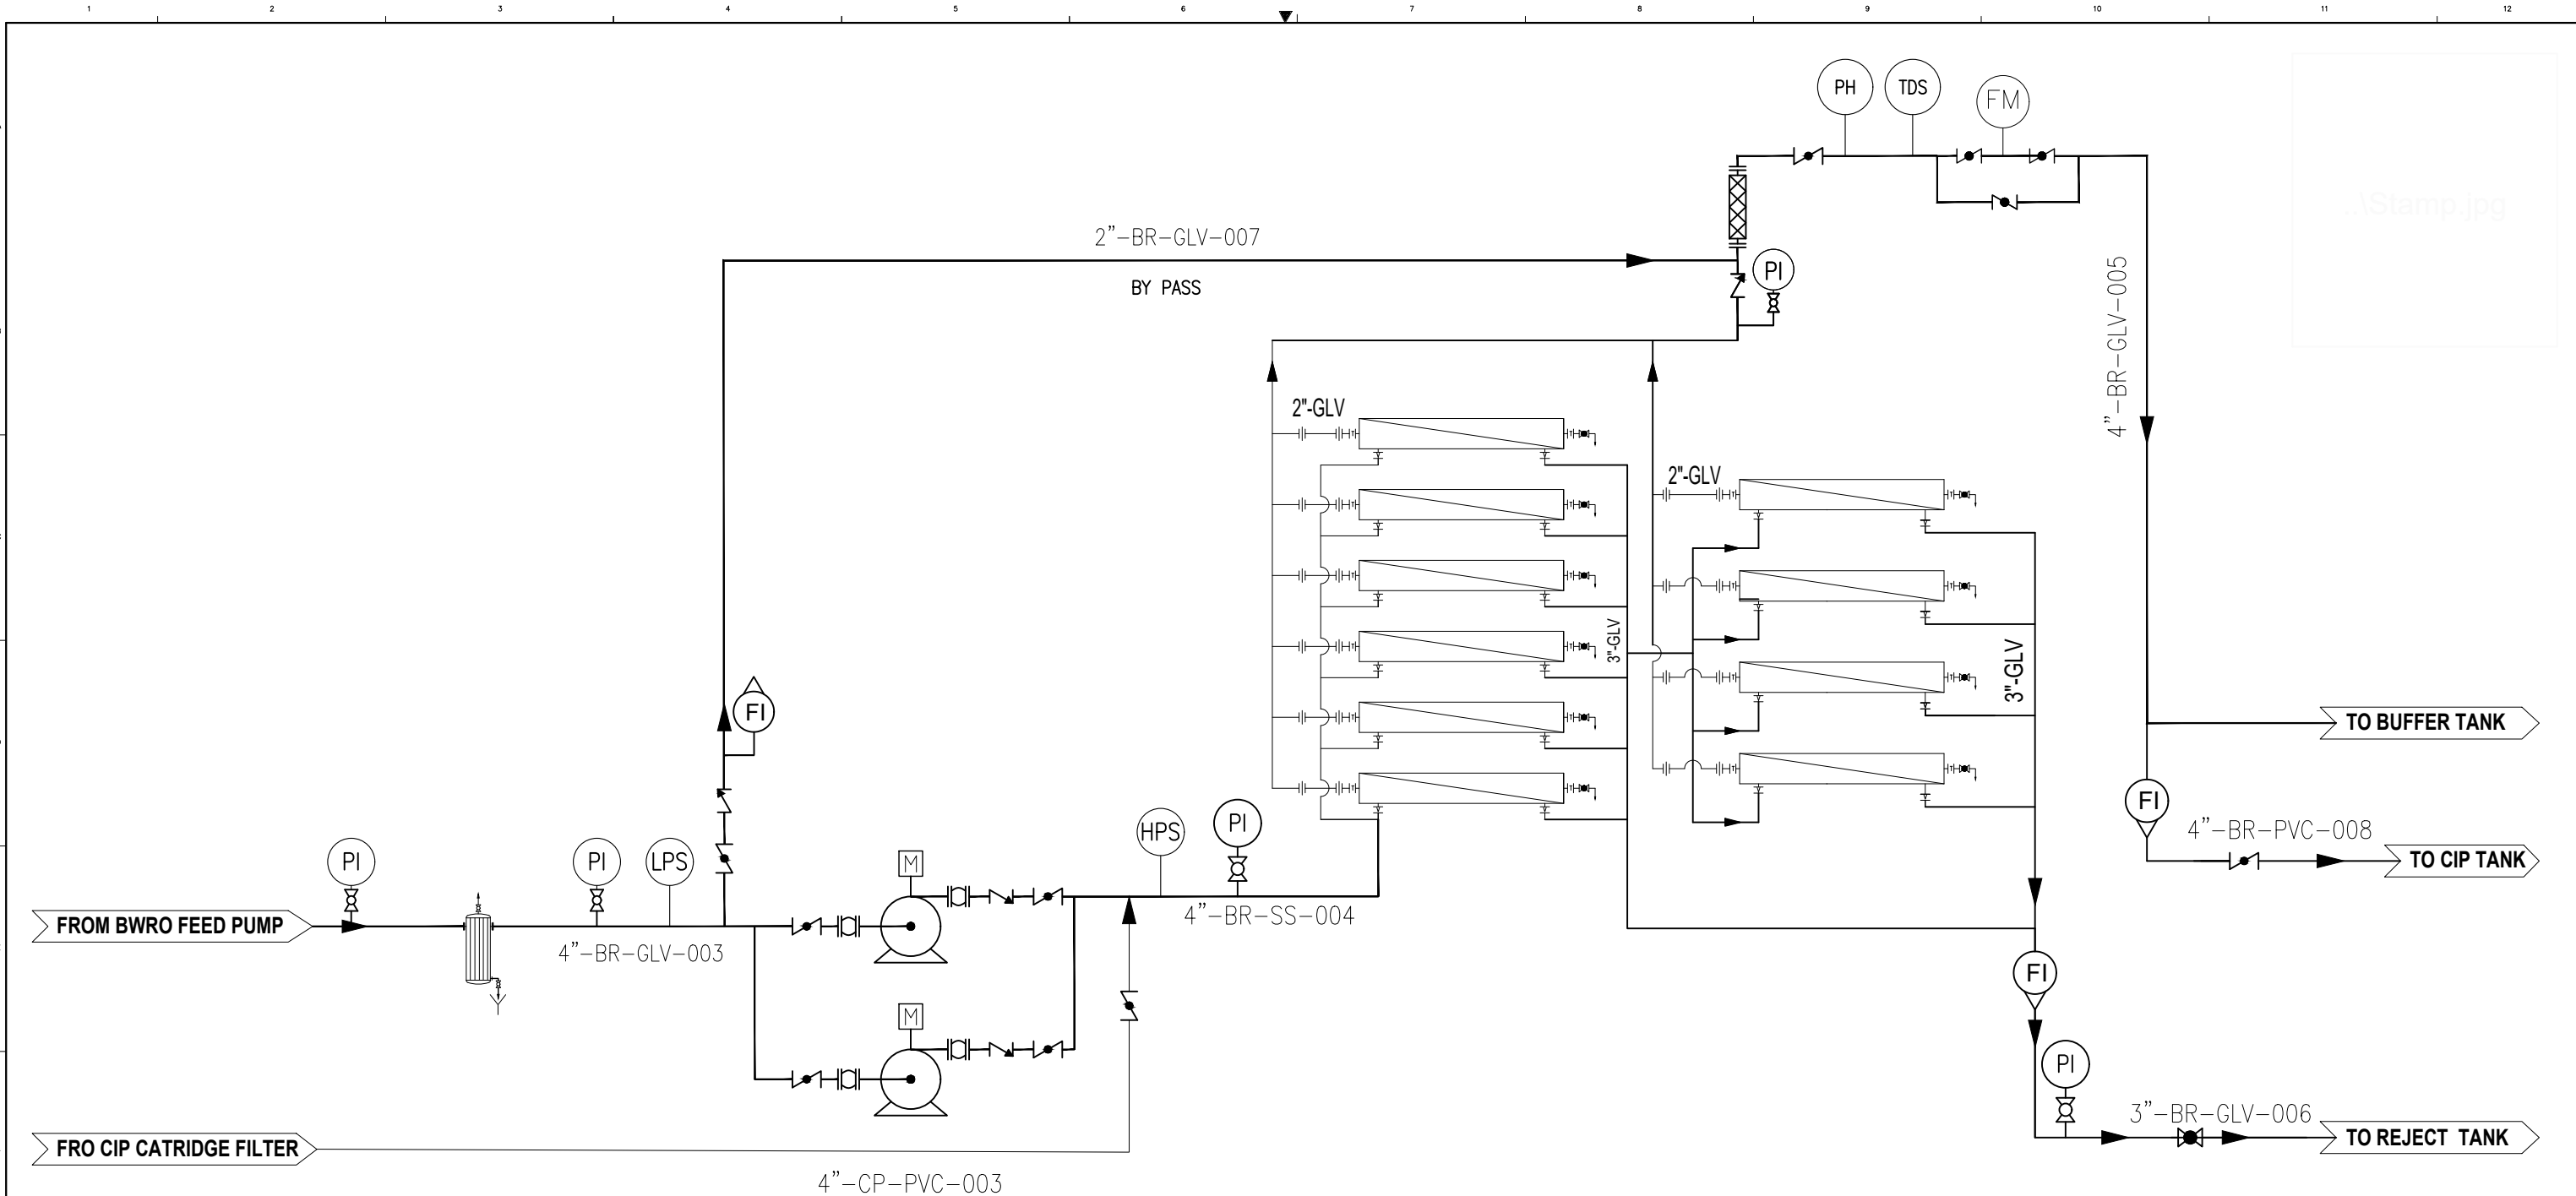 1 2 3 4 5 6 7 8 9 10 11 12
PH TDS FM
..\Stamp.jpg
2"-BR-GLV-007
BY PASS
PI
4"-BR-GLV-005
2"-GLV
2"-GLV
3"-GLV
3"-GLV
FI
TO BUFFER TANK
FI
4"-BR-PVC-008
TO CIP TANK
PI PI LPS M HPS PI
FROM BWRO FEED PUMP
4"-BR-GLV-003
4"-BR-SS-004
FI
M
PI
3"-BR-GLV-006
TO REJECT TANK
FRO CIP CATRIDGE FILTER
4"-CP-PVC-003